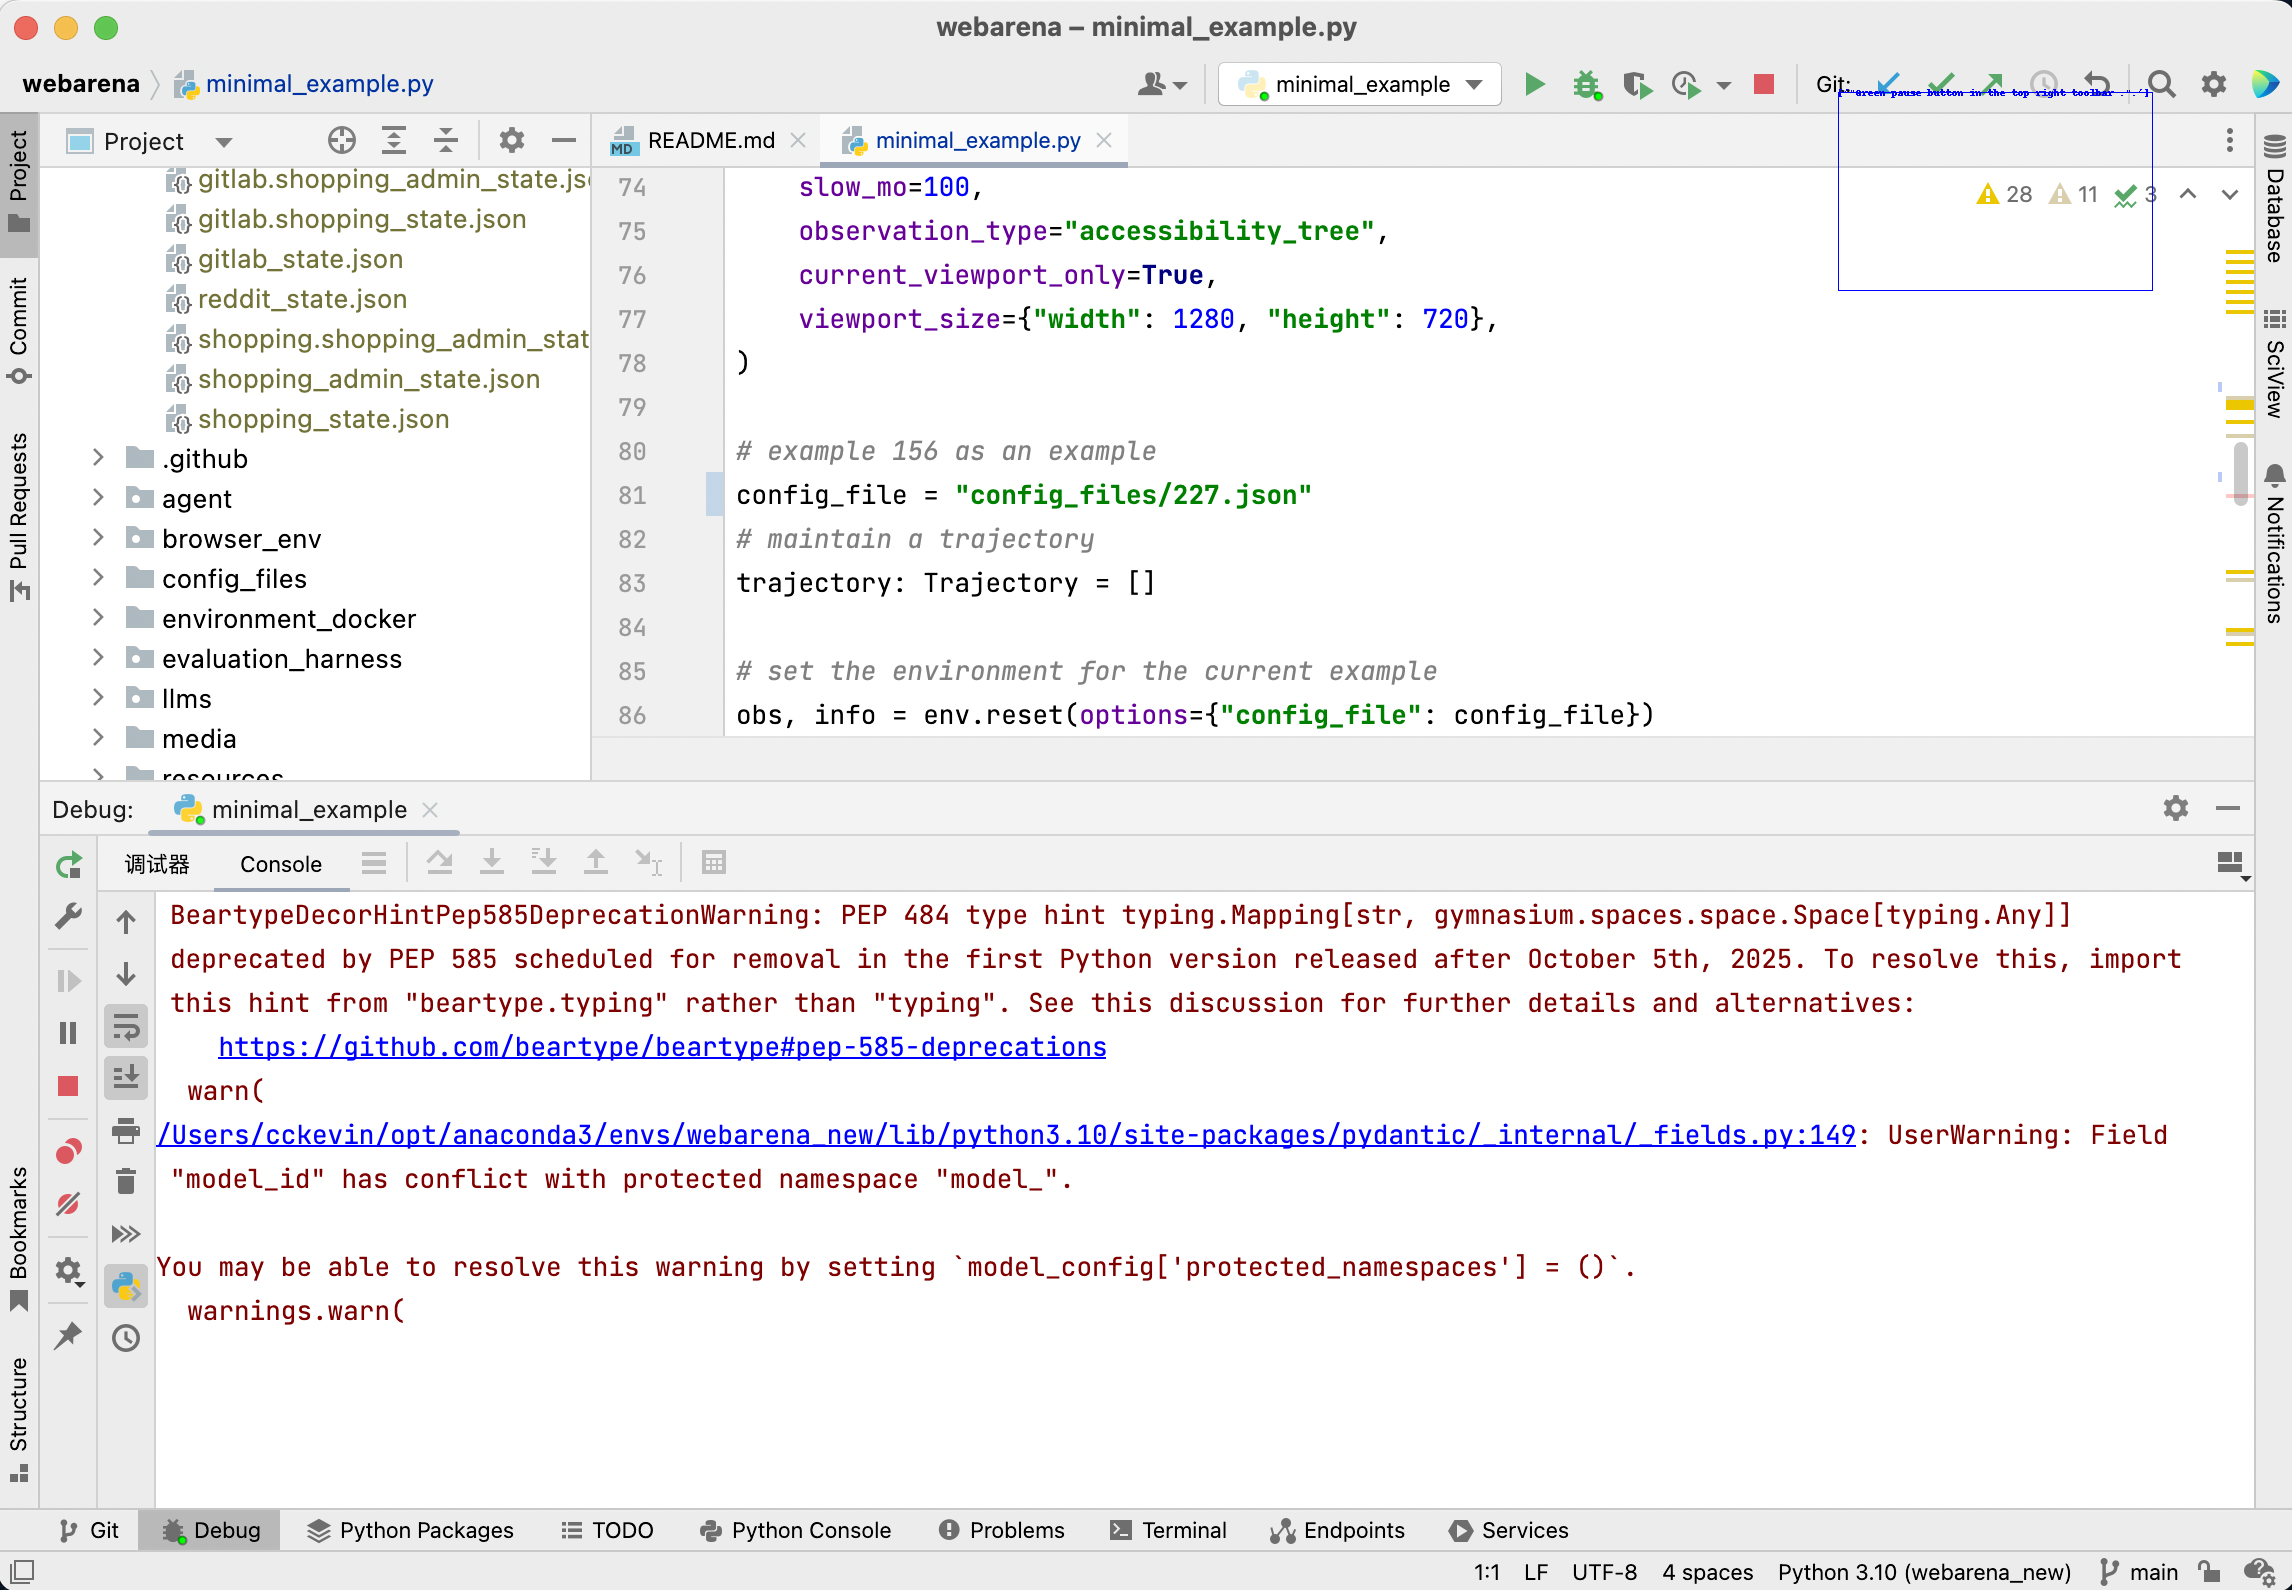 webarena – minimal_example.py
webarena
minimal_example.py
minimal_example
Git:
["Green pause button in the top right toolbar .",
Project
README.md
minimal_example.py
Project
Commit
Pull Requests
Bookmarks
Structure
gitlab.shopping_admin_state.js
gitlab.shopping_state.json
gitlab_state.json
reddit_state.json
shopping.shopping_admin_stat
shopping_admin_state.json
shopping_state.json
.github
agent
browser_env
config_files
environment_docker
evaluation_harness
llms
media
resources
28
11
3
74 slow_mo=100,
75 observation_type="accessibility_tree",
76 current_viewport_only=True,
77 viewport_size={"width": 1280, "height": 720},
78 )
79
80 # example 156 as an example
81 config_file = "config_files/227.json"
82 # maintain a trajectory
83 trajectory: Trajectory = []
84
85 # set the environment for the current example
86 obs, info = env.reset(options={"config_file": config_file})
Database
SciView
Notifications
Debug:
minimal_example
调试器
Console
BeartypeDecorHintPep585DeprecationWarning: PEP 484 type hint typing.Mapping[str, gymnasium.spaces.space.Space[typing.Any]]
deprecated by PEP 585 scheduled for removal in the first Python version released after October 5th, 2025. To resolve this, import
this hint from "beartype.typing" rather than "typing". See this discussion for further details and alternatives:
https://github.com/beartype/beartype#pep-585-deprecations
warn(
/Users/cckevin/opt/anaconda3/envs/webarena_new/lib/python3.10/site-packages/pydantic/_internal/_fields.py:149: UserWarning: Field
"model_id" has conflict with protected namespace "model_".
You may be able to resolve this warning by setting `model_config['protected_namespaces'] = ()`.
warnings.warn(
Git
Debug
Python Packages
TODO
Python Console
Problems
Terminal
Endpoints
Services
1:1
LF
UTF-8
4 spaces
Python 3.10 (webarena_new)
main